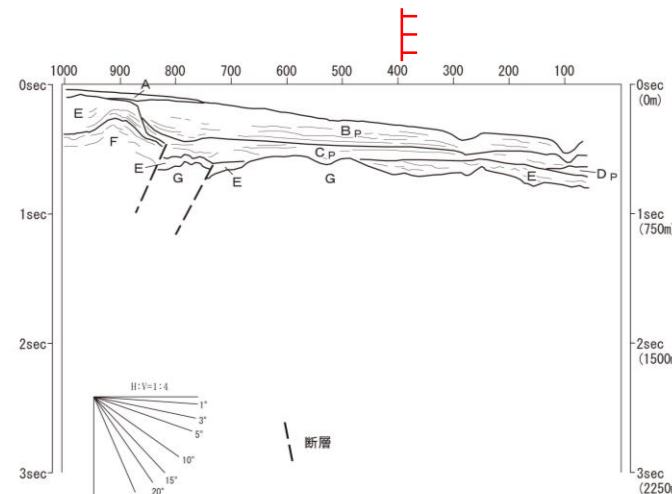 1000 900 800 700 600 500 400 300 200 100
0sec 0sec
(0m)
A
E
B P
F
C P
E G E G E D P
1sec 1sec
(750m)
2sec 2sec
(1500m
H:V=1:4
1°
3°
5°
10°
15°
20°
断層
3sec 3sec
(2250m